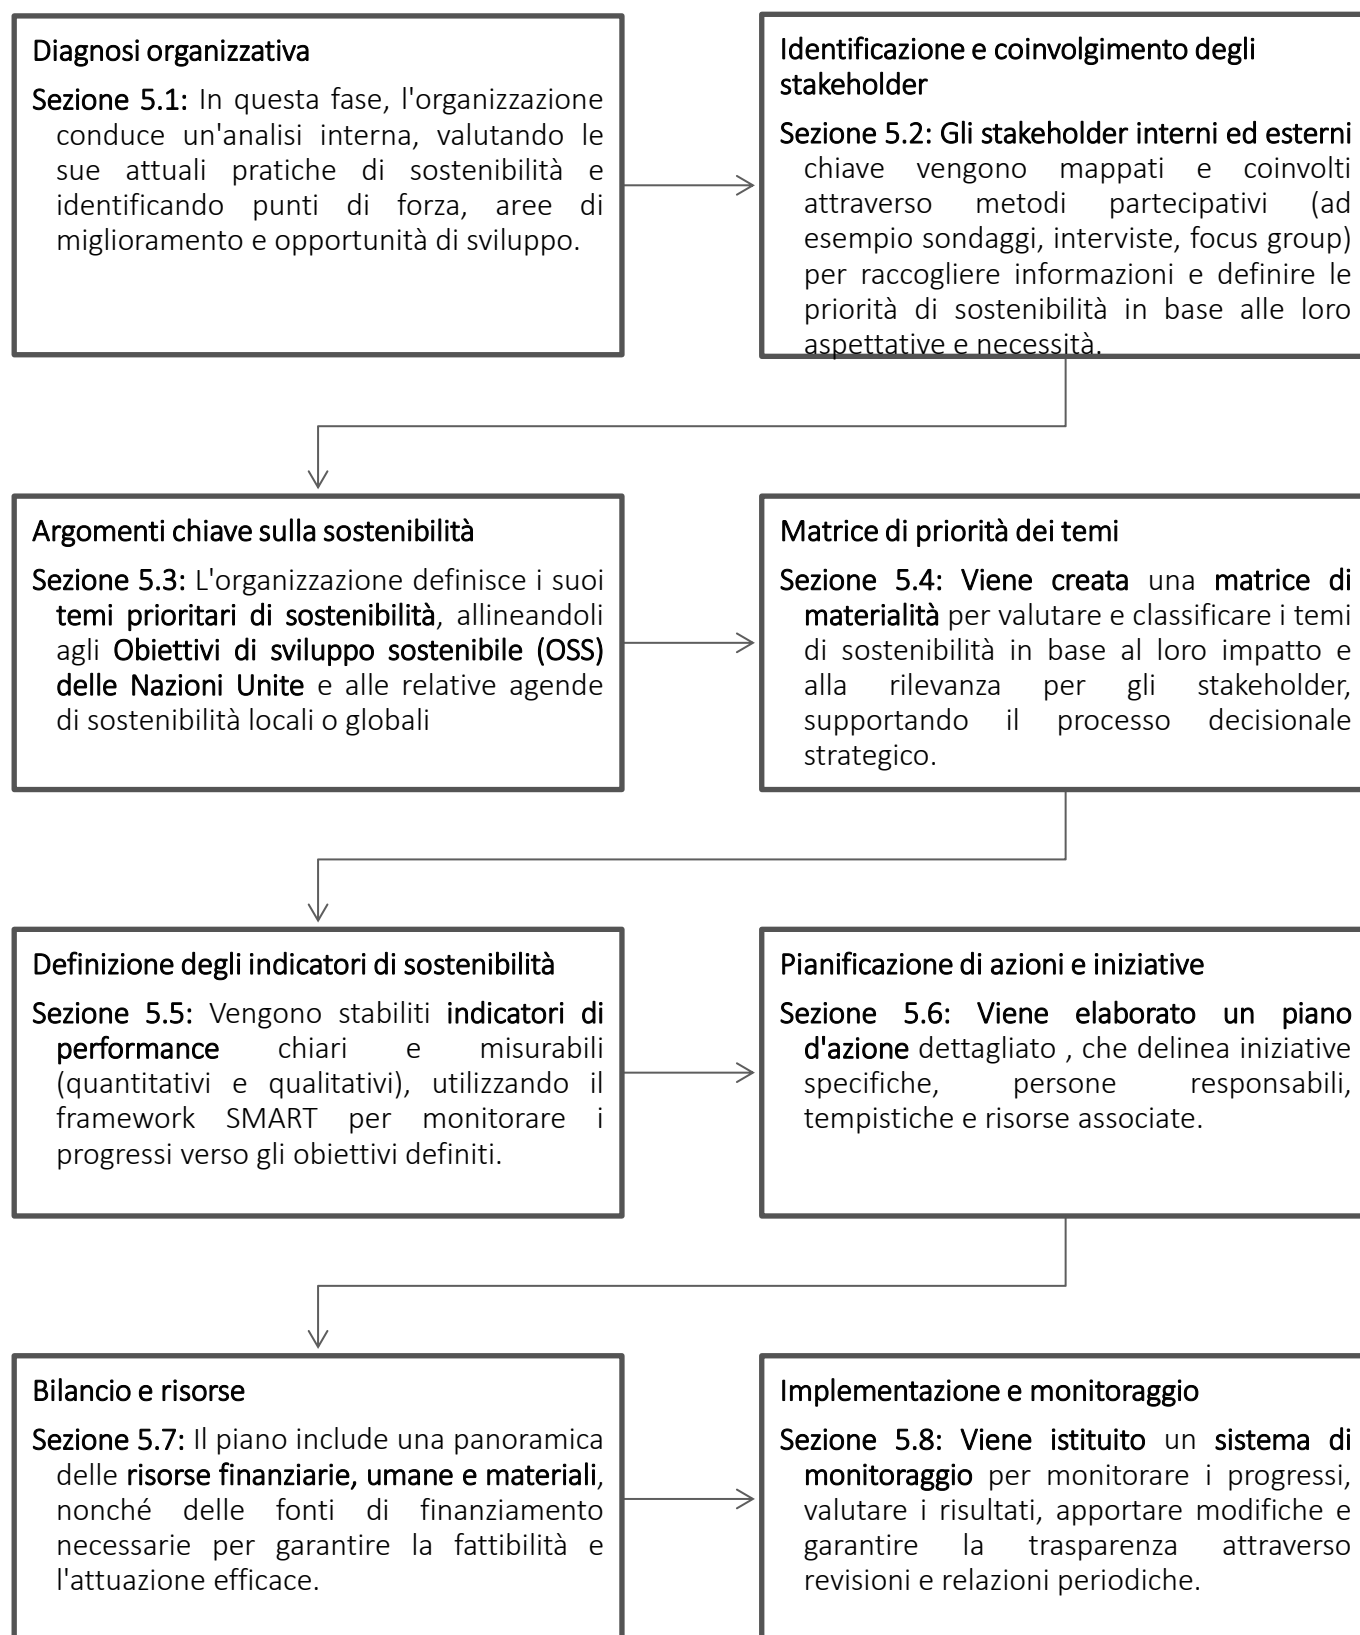 Diagnosi organizzativa
Sezione 5.1: In questa fase, l'organizzazione
conduce un'analisi interna, valutando le
sue attuali pratiche di sostenibilità e
identificando punti di forza, aree di
miglioramento e opportunità di sviluppo.
Identificazione e coinvolgimento degli
stakeholder
Sezione 5.2: Gli stakeholder interni ed esterni
chiave vengono mappati e coinvolti
attraverso metodi partecipativi (ad
esempio sondaggi, interviste, focus group)
per raccogliere informazioni e definire le
priorità di sostenibilità in base alle loro
aspettative e necessità.
Argomenti chiave sulla sostenibilità
Sezione 5.3: L'organizzazione definisce i suoi
temi prioritari di sostenibilità, allineandoli
agli Obiettivi di sviluppo sostenibile (OSS)
delle Nazioni Unite e alle relative agende
di sostenibilità locali o globali
Matrice di priorità dei temi
Sezione 5.4: Viene creata una matrice di
materialità per valutare e classificare i temi
di sostenibilità in base al loro impatto e
alla rilevanza per gli stakeholder,
supportando il processo decisionale
strategico.
Definizione degli indicatori di sostenibilità
Sezione 5.5: Vengono stabiliti indicatori di
performance chiari e misurabili
(quantitativi e qualitativi), utilizzando il
framework SMART per monitorare i
progressi verso gli obiettivi definiti.
Pianificazione di azioni e iniziative
Sezione 5.6: Viene elaborato un piano
d'azione dettagliato , che delinea iniziative
specifiche, persone responsabili,
tempistiche e risorse associate.
Bilancio e risorse
Sezione 5.7: Il piano include una panoramica
delle risorse finanziarie, umane e materiali,
nonché delle fonti di finanziamento
necessarie per garantire la fattibilità e
l'attuazione efficace.
Implementazione e monitoraggio
Sezione 5.8: Viene istituito un sistema di
monitoraggio per monitorare i progressi,
valutare i risultati, apportare modifiche e
garantire la trasparenza attraverso
revisioni e relazioni periodiche.